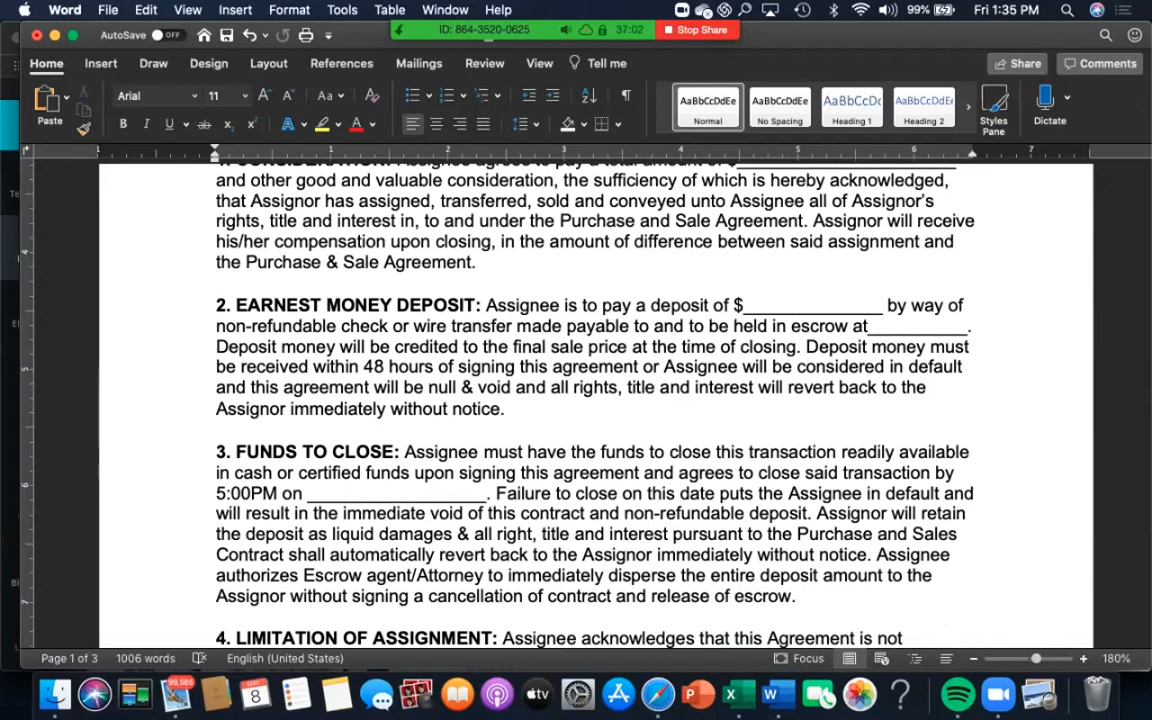 Word File Edit View Insert Format Tools Table Window Help 99% Fri 1:35 PM
ID: 864-3520-0625 37:02 Stop Share
AutoSave OFF
Home Insert Draw Design Layout References Mailings Review View Tell me Share Comments
Paste Arial 11 Aa AaBbCcDdEe AaBbCcDdEe AaBbCcDc AaBbCcDdEe
Normal No Spacing Heading 1 Heading 2 Styles Pane Dictate
1 1 2 3 4 5 6 7
and other good and valuable consideration, the sufficiency of which is hereby acknowledged,
that Assignor has assigned, transferred, sold and conveyed unto Assignee all of Assignor's
rights, title and interest in, to and under the Purchase and Sale Agreement. Assignor will receive
his/her compensation upon closing, in the amount of difference between said assignment and
the Purchase & Sale Agreement.
2. EARNEST MONEY DEPOSIT: Assignee is to pay a deposit of $______________ by way of
non-refundable check or wire transfer made payable to and to be held in escrow at__________.
Deposit money will be credited to the final sale price at the time of closing. Deposit money must
be received within 48 hours of signing this agreement or Assignee will be considered in default
and this agreement will be null & void and all rights, title and interest will revert back to the
Assignor immediately without notice.
3. FUNDS TO CLOSE: Assignee must have the funds to close this transaction readily available
in cash or certified funds upon signing this agreement and agrees to close said transaction by
5:00PM on __________________. Failure to close on this date puts the Assignee in default and
will result in the immediate void of this contract and non-refundable deposit. Assignor will retain
the deposit as liquid damages & all right, title and interest pursuant to the Purchase and Sales
Contract shall automatically revert back to the Assignor immediately without notice. Assignee
authorizes Escrow agent/Attorney to immediately disperse the entire deposit amount to the
Assignor without signing a cancellation of contract and release of escrow.
4. LIMITATION OF ASSIGNMENT: Assignee acknowledges that this Agreement is not
Page 1 of 3 1006 words English (United States) Focus 180%
99,585 MAY 8